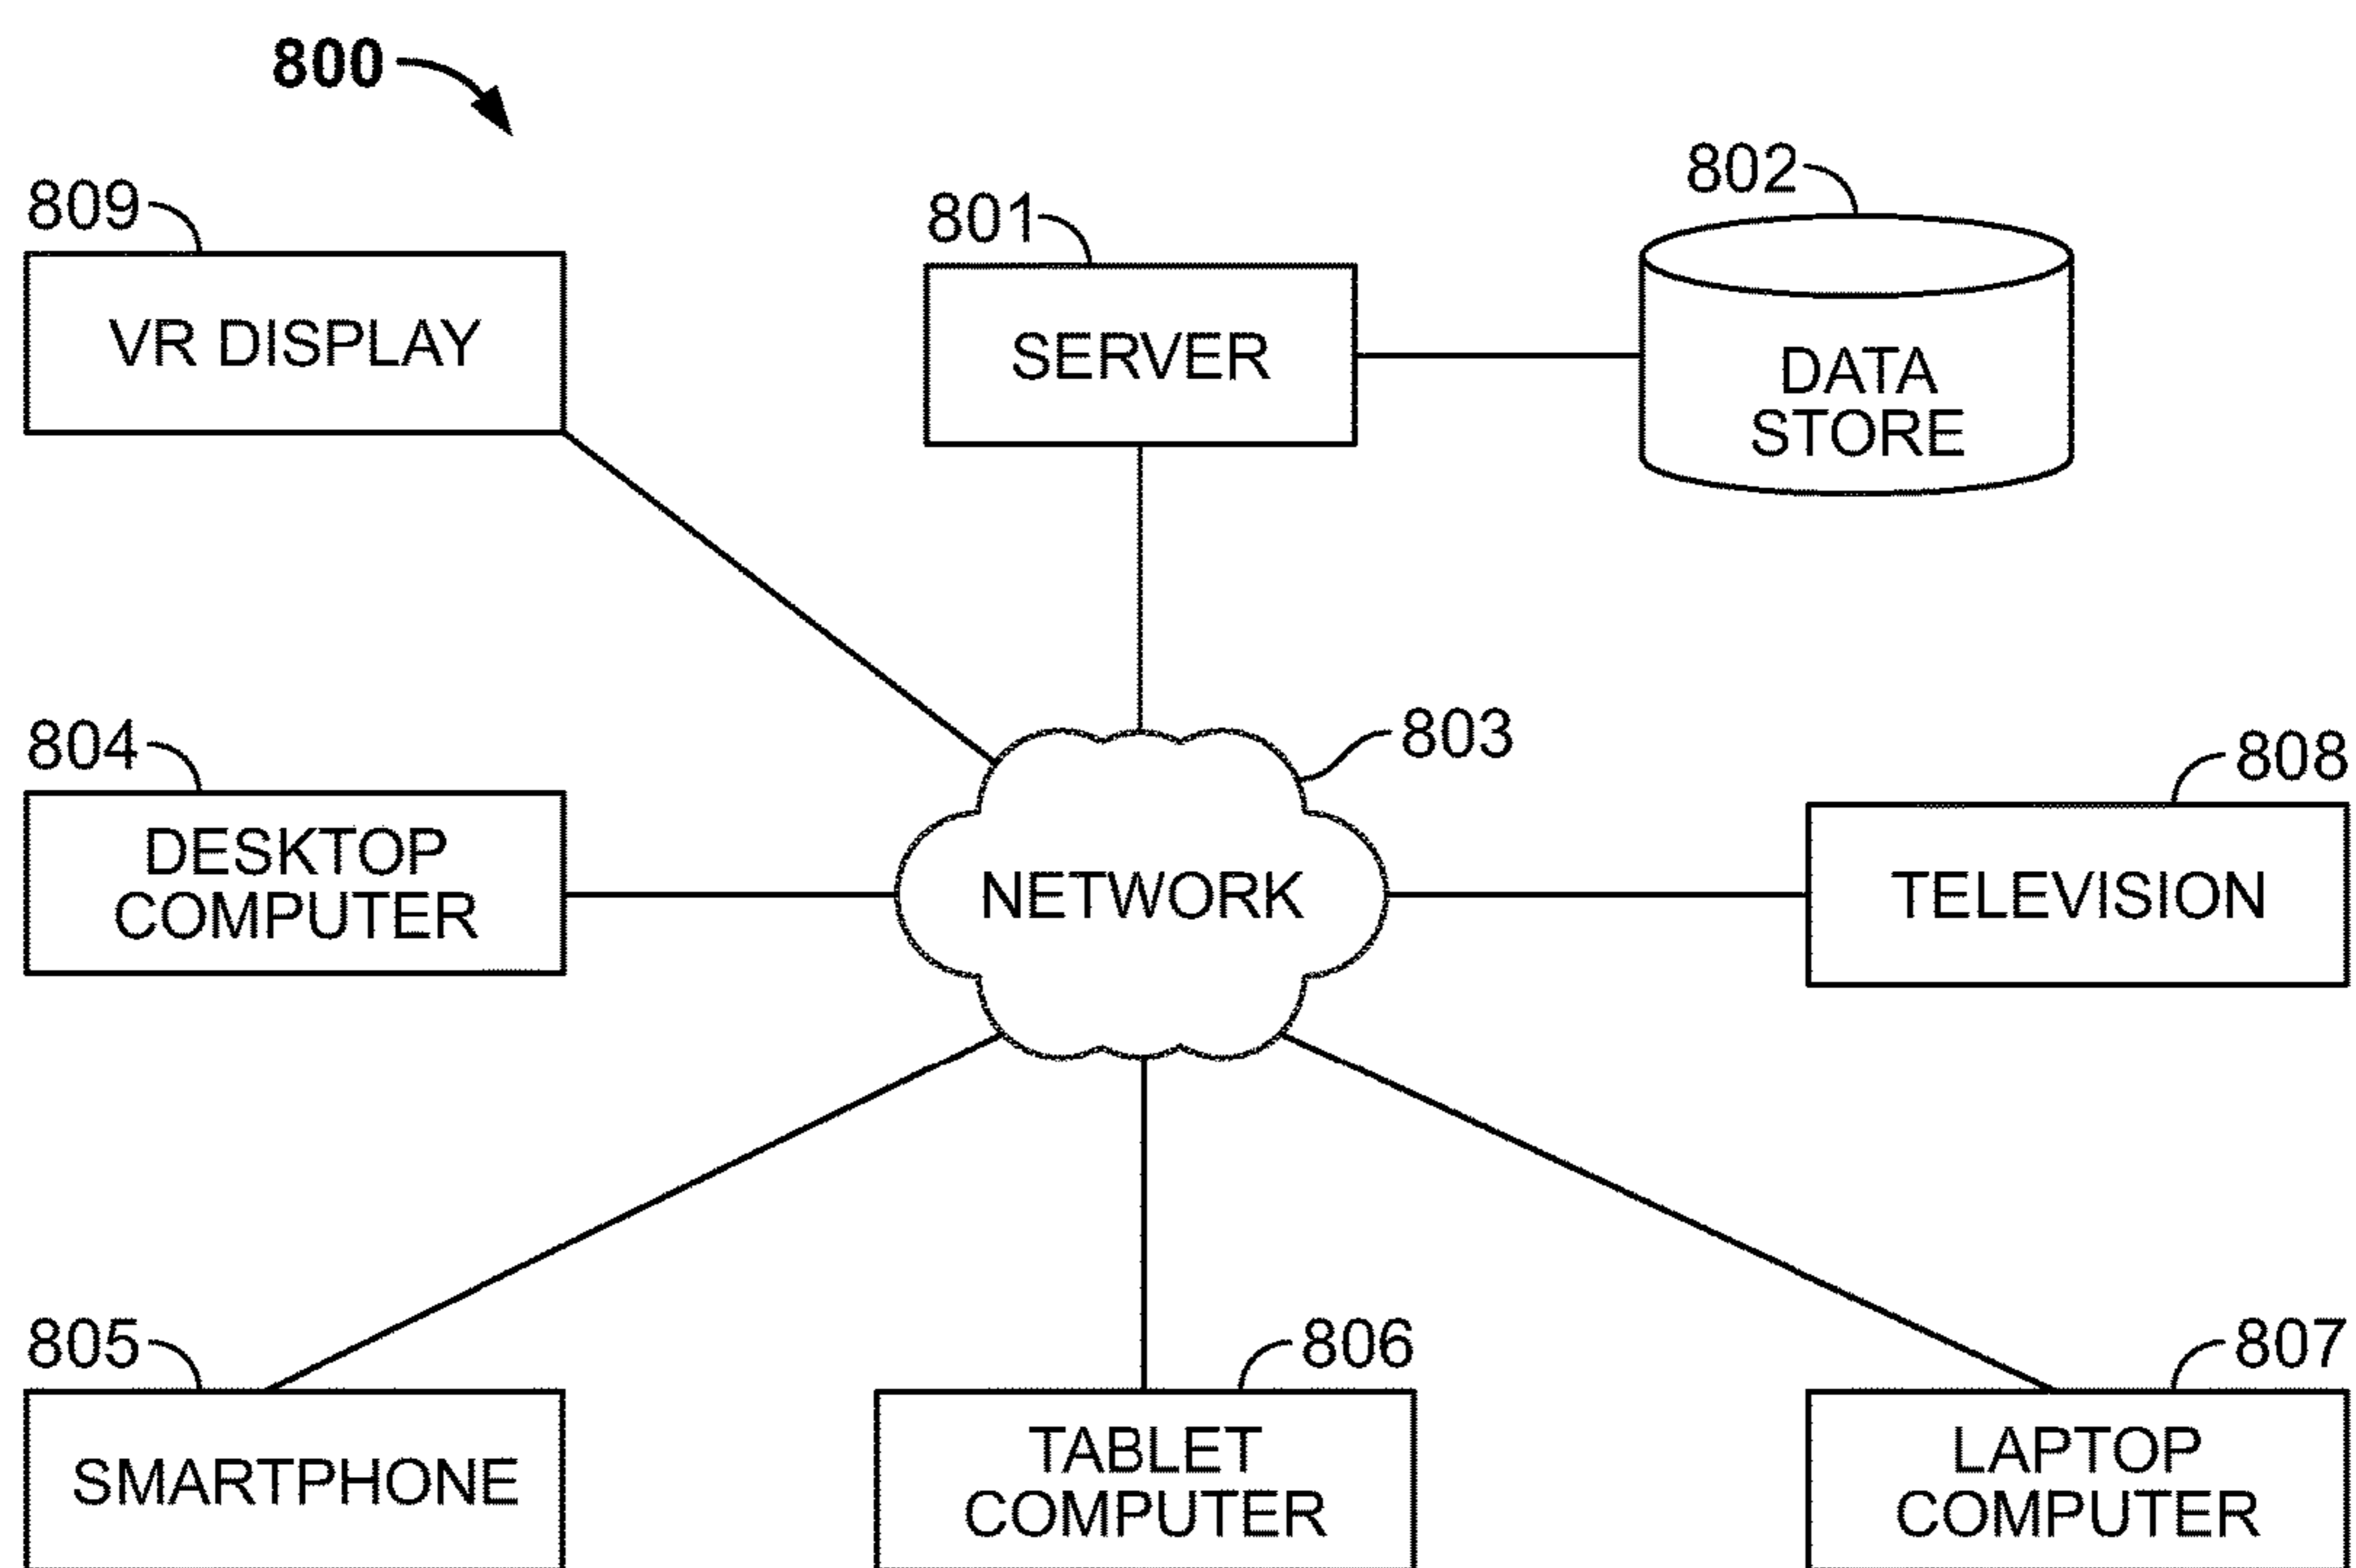 800
809
801
802
VR DISPLAY
SERVER
DATA
STORE
804
803
808
DESKTOP
COMPUTER
NETWORK
TELEVISION
805
806
807
SMARTPHONE
TABLET
COMPUTER
LAPTOP
COMPUTER